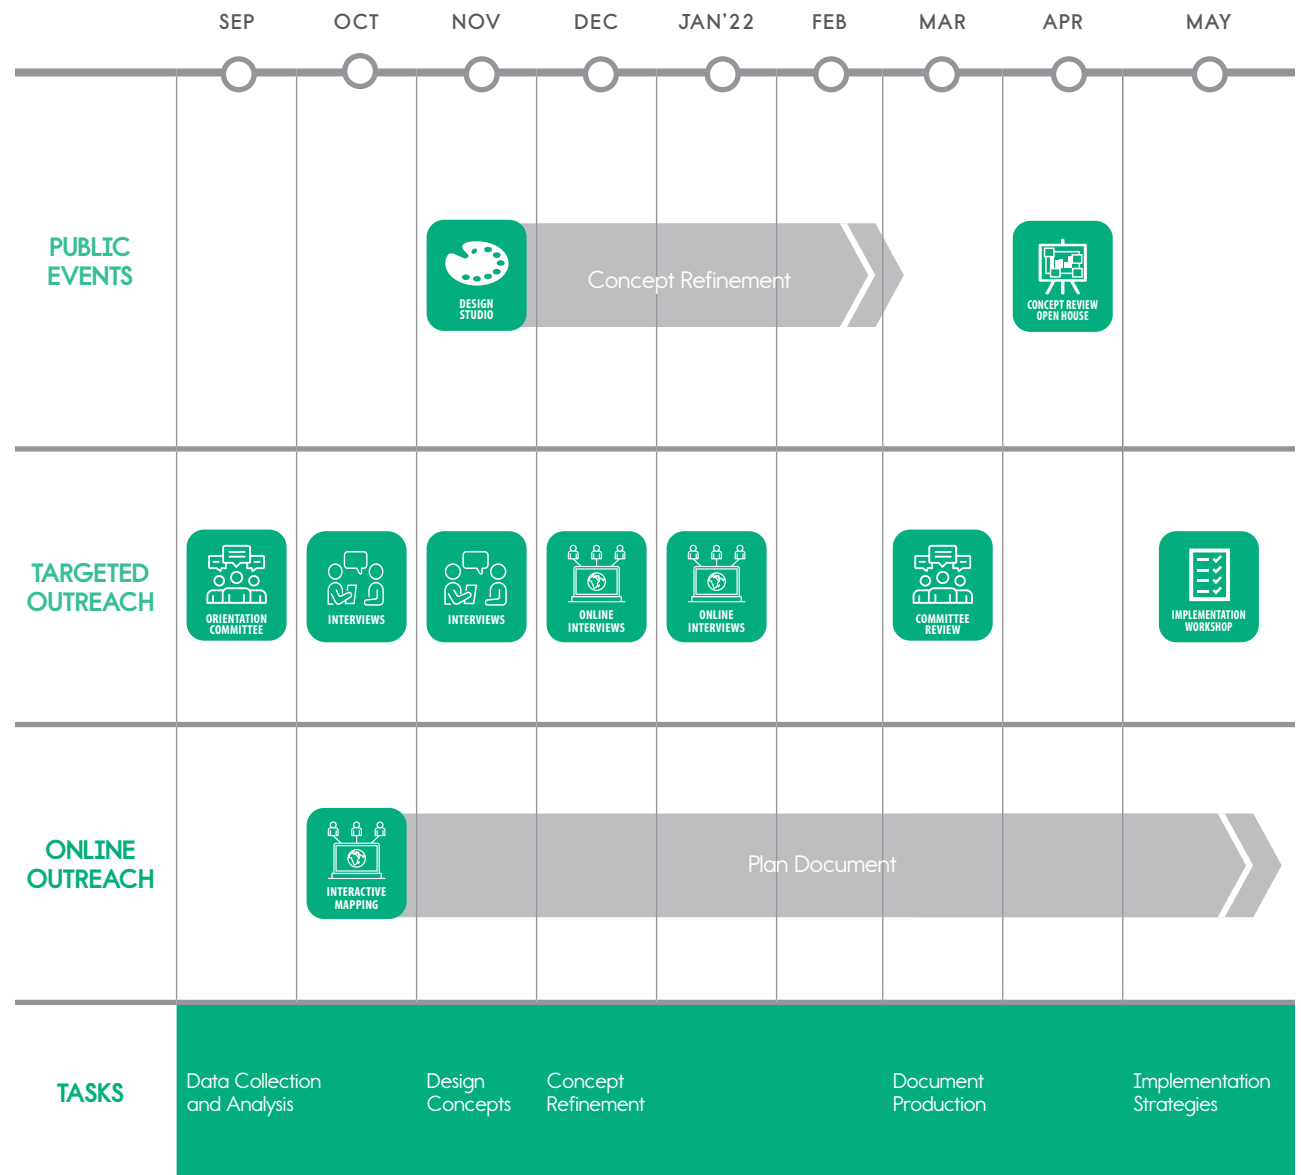 SEP OCT NOV DEC JAN'22 FEB MAR APR MAY
PUBLIC
EVENTS
DESIGN
STUDIO
Concept Refinement
CONCEPT REVIEW
OPEN HOUSE
TARGETED
OUTREACH
ORIENTATION
COMMITTEE
INTERVIEWS
INTERVIEWS
ONLINE
INTERVIEWS
ONLINE
INTERVIEWS
COMMITTEE
REVIEW
IMPLEMENTATION
WORKSHOP
ONLINE
OUTREACH
INTERACTIVE
MAPPING
Plan Document
TASKS
Data Collection
and Analysis
Design
Concepts
Concept
Refinement
Document
Production
Implementation
Strategies